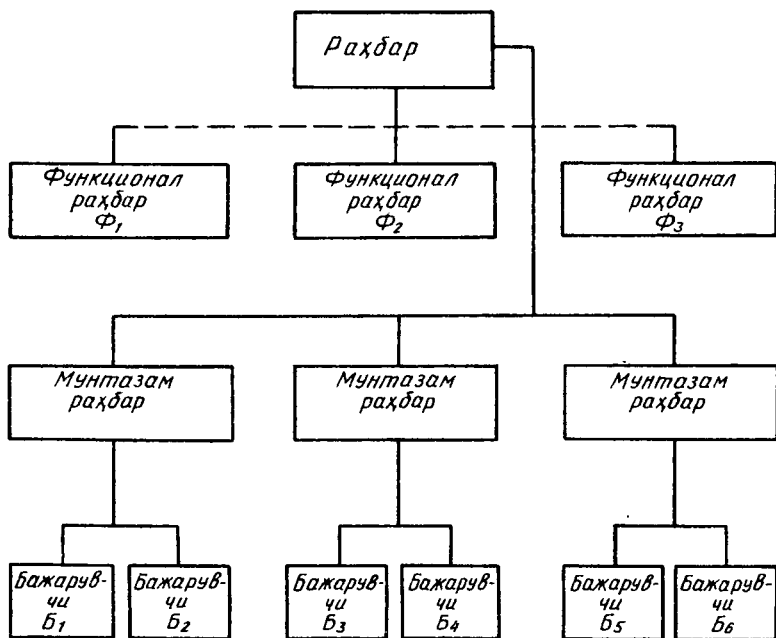 Раҳбар
Функционал
раҳбар
Ф₁
Функционал
раҳбар
Ф₂
Функционал
раҳбар
Ф₃
Мунтазам
раҳбар
Мунтазам
раҳбар
Мунтазам
раҳбар
Бажарув-
чи
Б₁
Бажарув-
чи
Б₂
Бажарув-
чи
Б₃
Бажарув-
чи
Б₄
Бажарув-
чи
Б₅
Бажарув-
чи
Б₆